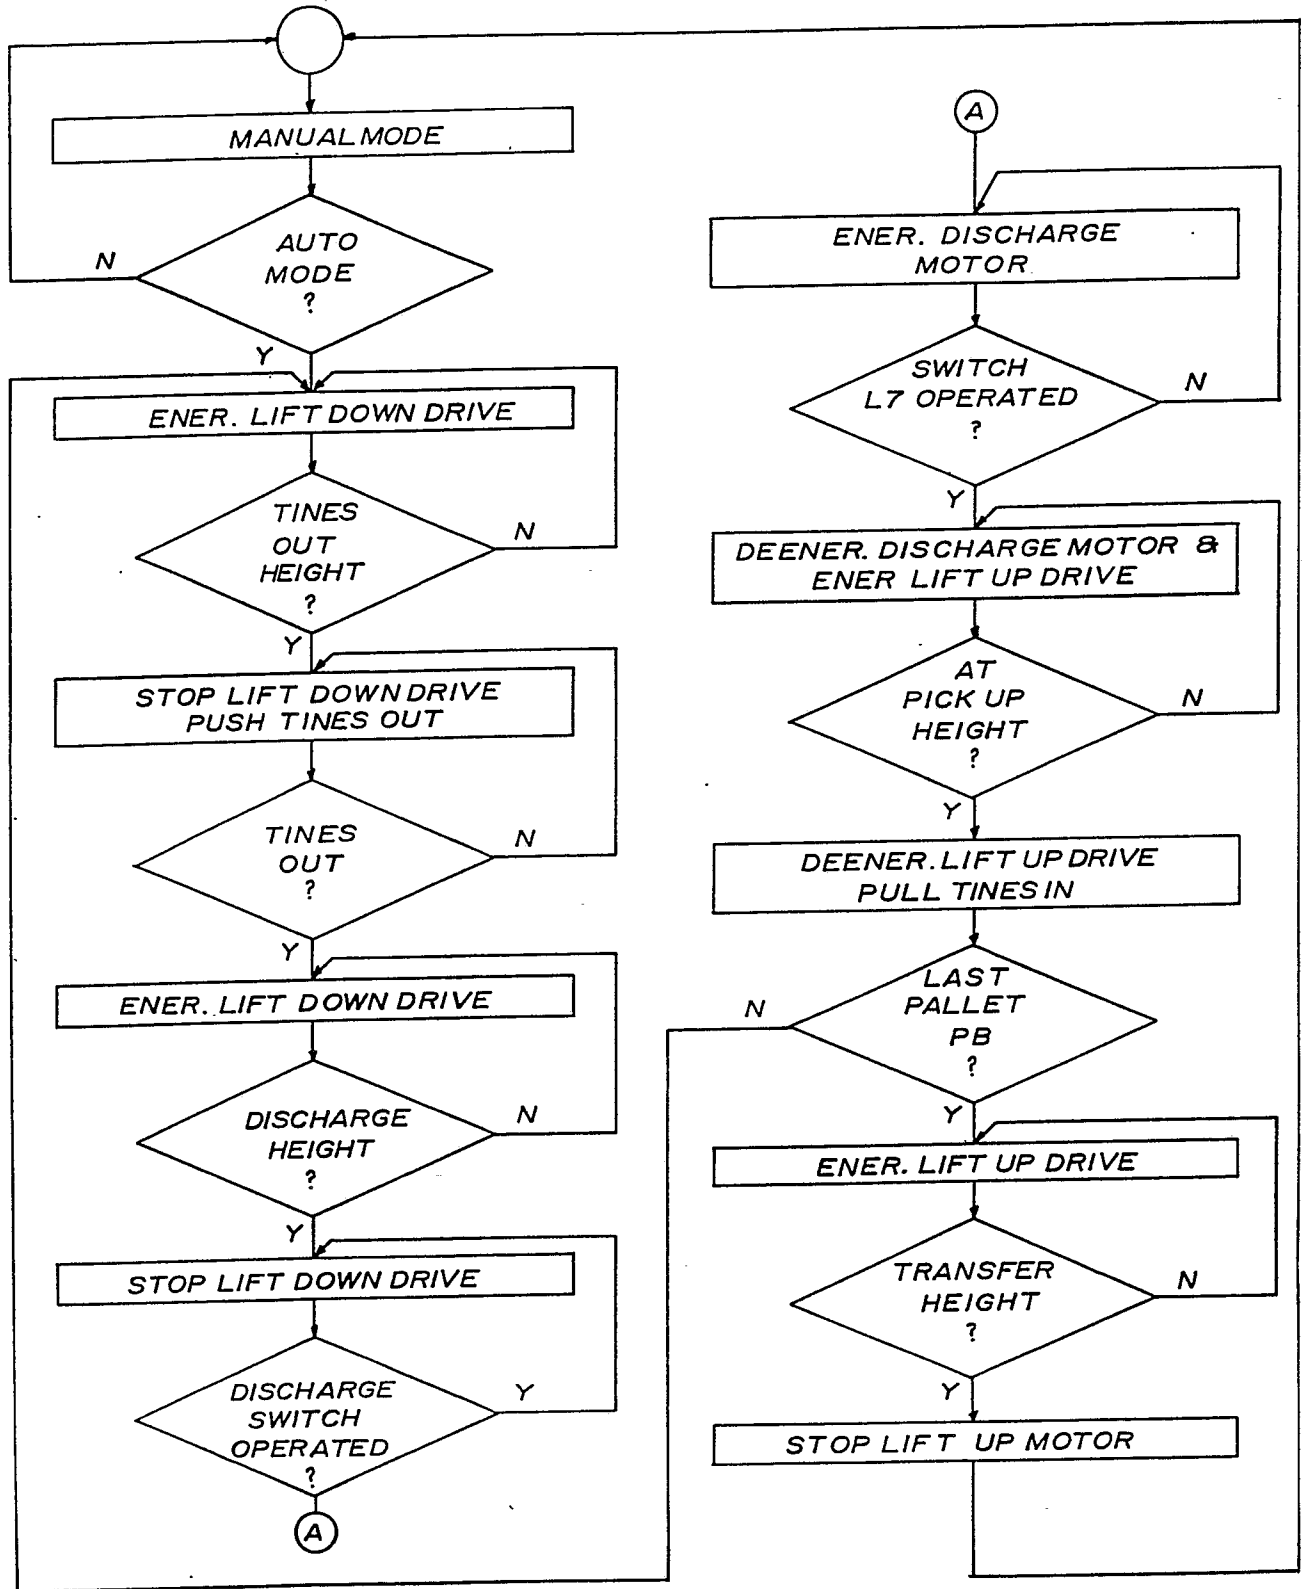 MANUAL MODE
AUTO
MODE
?
N
Y
ENER. LIFT DOWN DRIVE
TINES
OUT
HEIGHT
?
N
Y
STOP LIFT DOWN DRIVE
PUSH TINES OUT
TINES
OUT
?
N
Y
ENER. LIFT DOWN DRIVE
DISCHARGE
HEIGHT
?
N
Y
STOP LIFT DOWN DRIVE
DISCHARGE
SWITCH
OPERATED
?
Y
A
A
ENER. DISCHARGE
MOTOR
SWITCH
L7 OPERATED
?
N
Y
DEENER. DISCHARGE MOTOR &
ENER LIFT UP DRIVE
AT
PICK UP
HEIGHT
?
N
Y
DEENER. LIFT UP DRIVE
PULL TINES IN
LAST
PALLET
PB
?
N
Y
ENER. LIFT UP DRIVE
TRANSFER
HEIGHT
?
N
Y
STOP LIFT UP MOTOR